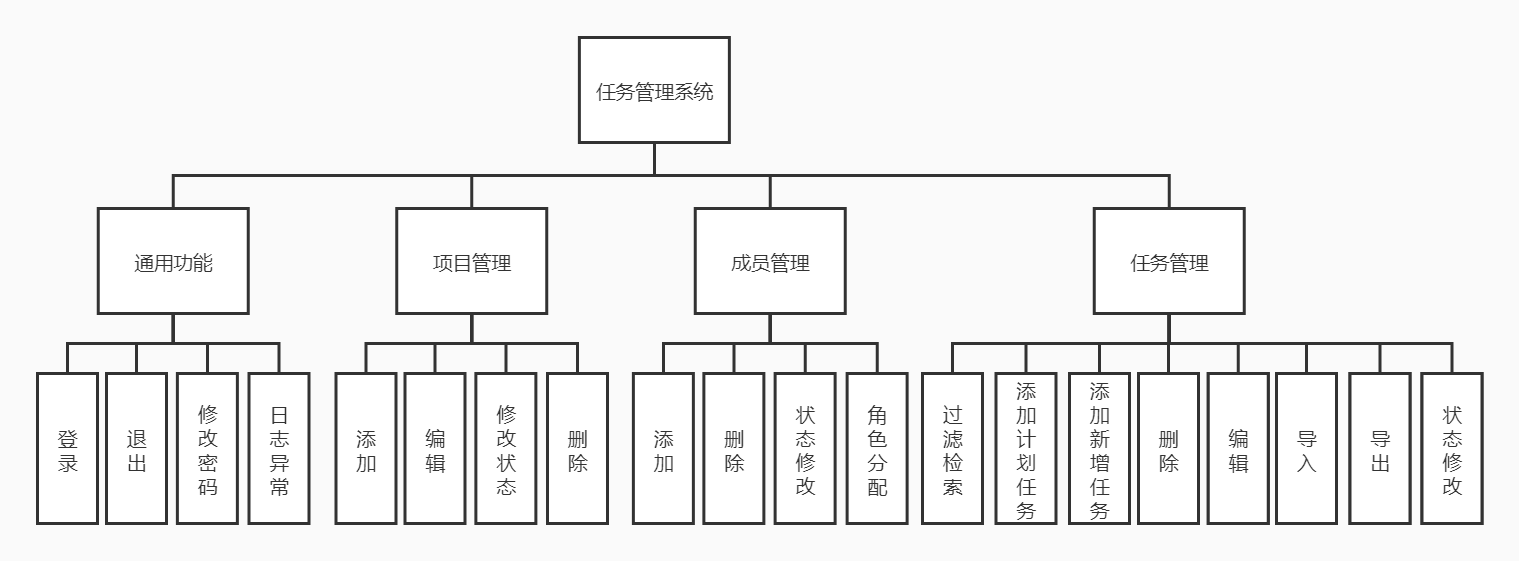 任务管理系统
通用功能
项目管理
成员管理
任务管理
登录
退出
修改密码
日志异常
添加
编辑
修改状态
删除
添加
删除
状态修改
角色分配
过滤检索
添加计划任务
添加新增任务
删除
编辑
导入
导出
状态修改